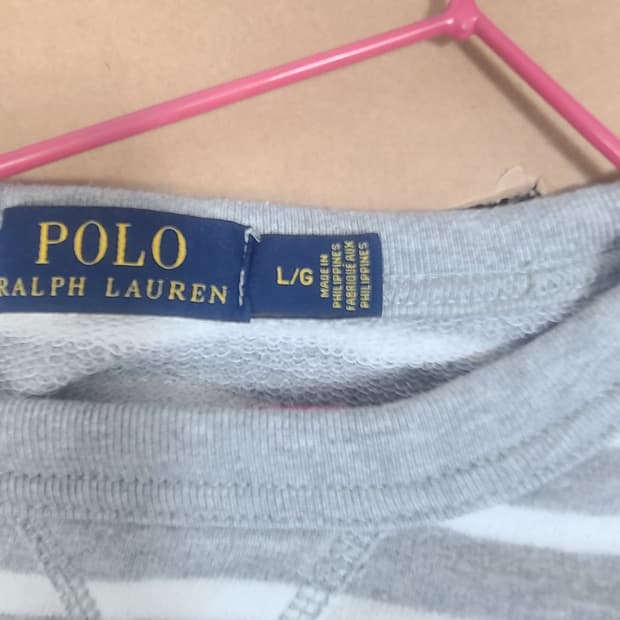 POLO
RALPH LAUREN
L/G
MADE IN
PHILIPPINES
FABRIQUÉ AUX
PHILIPPINES